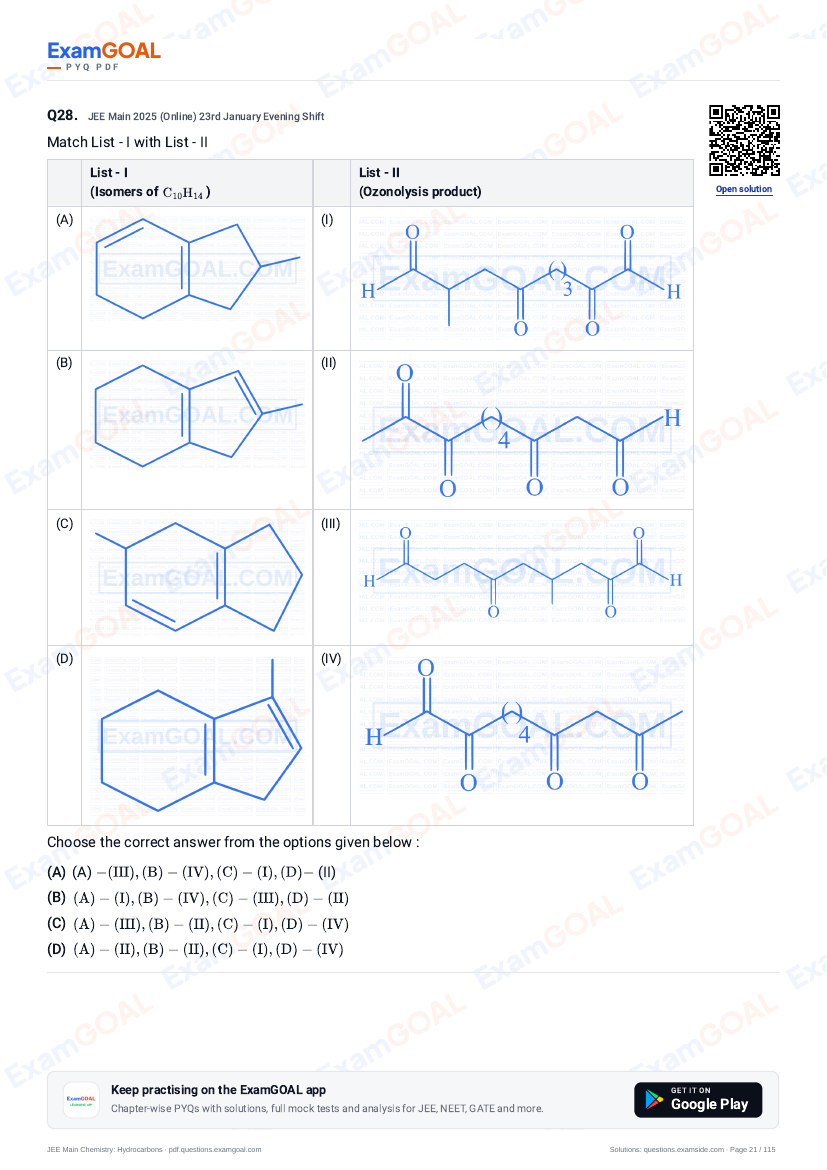 ExamGOAL
PYQ PDF
Q28. JEE Main 2025 (Online) 23rd January Evening Shift
Match List - I with List - II
Open solution
List - I
(Isomers of C₁₀H₁₄ )
List - II
(Ozonolysis product)
(A)
(I)
O
O
H
( )
3
H
O
O
(B)
(II)
O
H
( )
4
O
O
O
(C)
(III)
O
O
H
H
O
O
(D)
(IV)
O
( )
4
H
O
O
O
ExamGOAL.COM
Choose the correct answer from the options given below :
(A) (A) −(III), (B) − (IV), (C) − (I), (D)− (II)
(B) (A) − (I), (B) − (IV), (C) − (III), (D) − (II)
(C) (A) − (III), (B) − (II), (C) − (I), (D) − (IV)
(D) (A) − (II), (B) − (II), (C) − (I), (D) − (IV)
Keep practising on the ExamGOAL app
Chapter-wise PYQs with solutions, full mock tests and analysis for JEE, NEET, GATE and more.
GET IT ON
Google Play
JEE Main Chemistry: Hydrocarbons · pdf.questions.examgoal.com
Solutions: questions.examside.com · Page 21 / 115